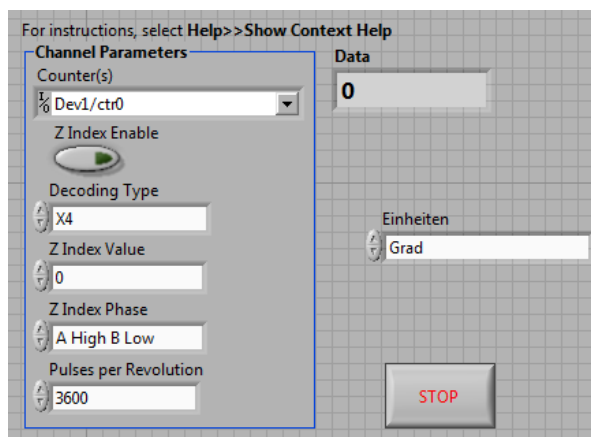 For instructions, select Help>>Show Context Help
Channel Parameters
Counter(s)
I/O Dev1/ctr0
Z Index Enable
Decoding Type
X4
Z Index Value
0
Z Index Phase
A High B Low
Pulses per Revolution
3600
Data
0
Einheiten
Grad
STOP